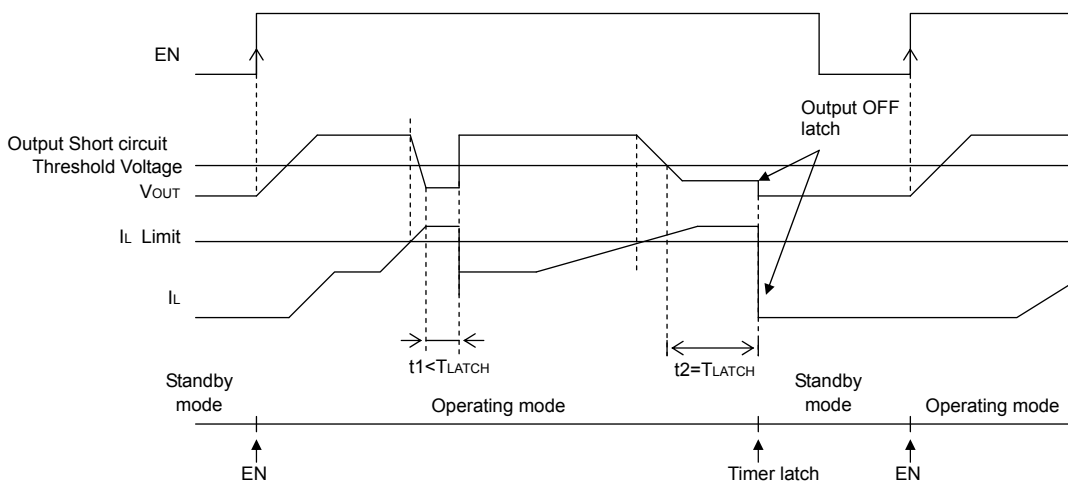 EN
Output OFF
latch
Output Short circuit
Threshold Voltage
VOUT
IL Limit
IL
t1<TLATCH
t2=TLATCH
Standby
mode
Operating mode
Standby
mode
Operating mode
EN
Timer latch
EN